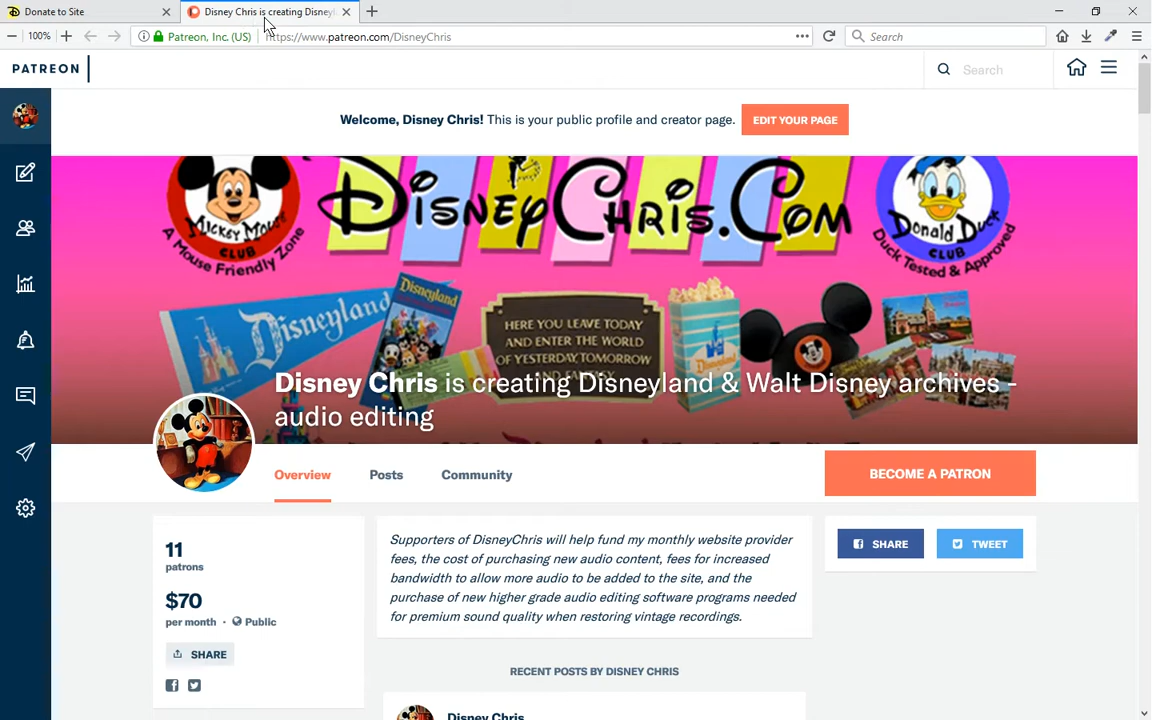 Donate to Site
Disney Chris is creating Disneyl
100%
Patreon, Inc. (US)
https://www.patreon.com/DisneyChris
Search
PATREON
Search
Welcome, Disney Chris! This is your public profile and creator page.
EDIT YOUR PAGE
MICKEY MOUSE
CLUB
A MOUSE FRIENDLY ZONE
DISNEYCHRIS.COM
DONALD DUCK
CLUB
DUCK TESTED & APPROVED
Disneyland
Disneyland
HERE YOU LEAVE TODAY
AND ENTER THE WORLD
OF YESTERDAY, TOMORROW
AND FANTASY
Disney Chris is creating Disneyland & Walt Disney archives -
audio editing
Overview
Posts
Community
BECOME A PATRON
11
patrons
$70
per month · Public
SHARE
Supporters of DisneyChris will help fund my monthly website provider
fees, the cost of purchasing new audio content, fees for increased
bandwidth to allow more audio to be added to the site, and the
purchase of new higher grade audio editing software programs needed
for premium sound quality when restoring vintage recordings.
SHARE
TWEET
RECENT POSTS BY DISNEY CHRIS
Disney Chris